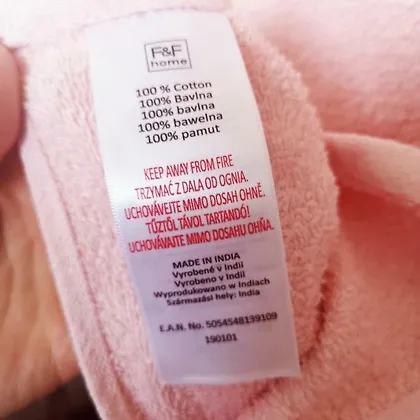 F&F
home
100 % Cotton
100% Bavlna
100% bavlna
100% bawełna
100% pamut
KEEP AWAY FROM FIRE
TRZYMAĆ Z DALA OD OGNIA.
UCHOVÁVEJTE MIMO DOSAH OHNĚ.
TŰZTŐL TÁVOL TARTANDÓ!
UCHOVÁVAJTE MIMO DOSAHU OHŇA.
MADE IN INDIA
Vyrobené v Indii
Vyrobeno v Indii
Wyprodukowano w Indiach
Származási hely: India
E.A.N. No. 5054548139109
190101